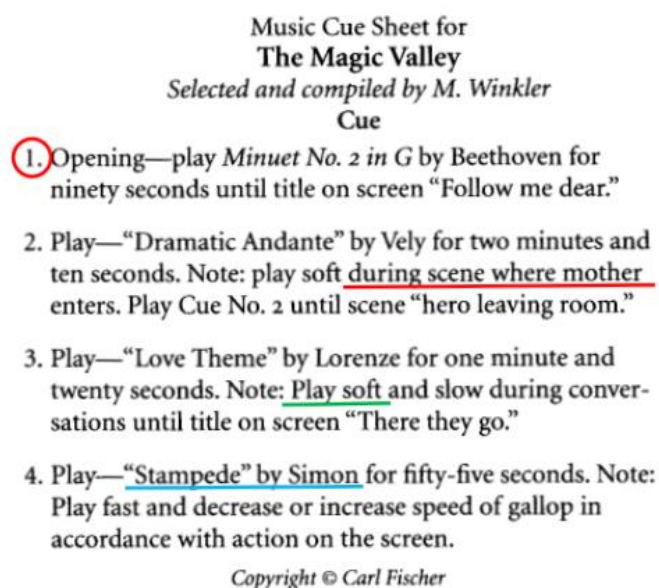 Music Cue Sheet for
The Magic Valley
Selected and compiled by M. Winkler
Cue
1. Opening—play Minuet No. 2 in G by Beethoven for
ninety seconds until title on screen “Follow me dear.”
2. Play—“Dramatic Andante” by Vely for two minutes and
ten seconds. Note: play soft during scene where mother
enters. Play Cue No. 2 until scene “hero leaving room.”
3. Play—“Love Theme” by Lorenze for one minute and
twenty seconds. Note: Play soft and slow during conver-
sations until title on screen “There they go.”
4. Play—“Stampede” by Simon for fifty-five seconds. Note:
Play fast and decrease or increase speed of gallop in
accordance with action on the screen.
Copyright © Carl Fischer